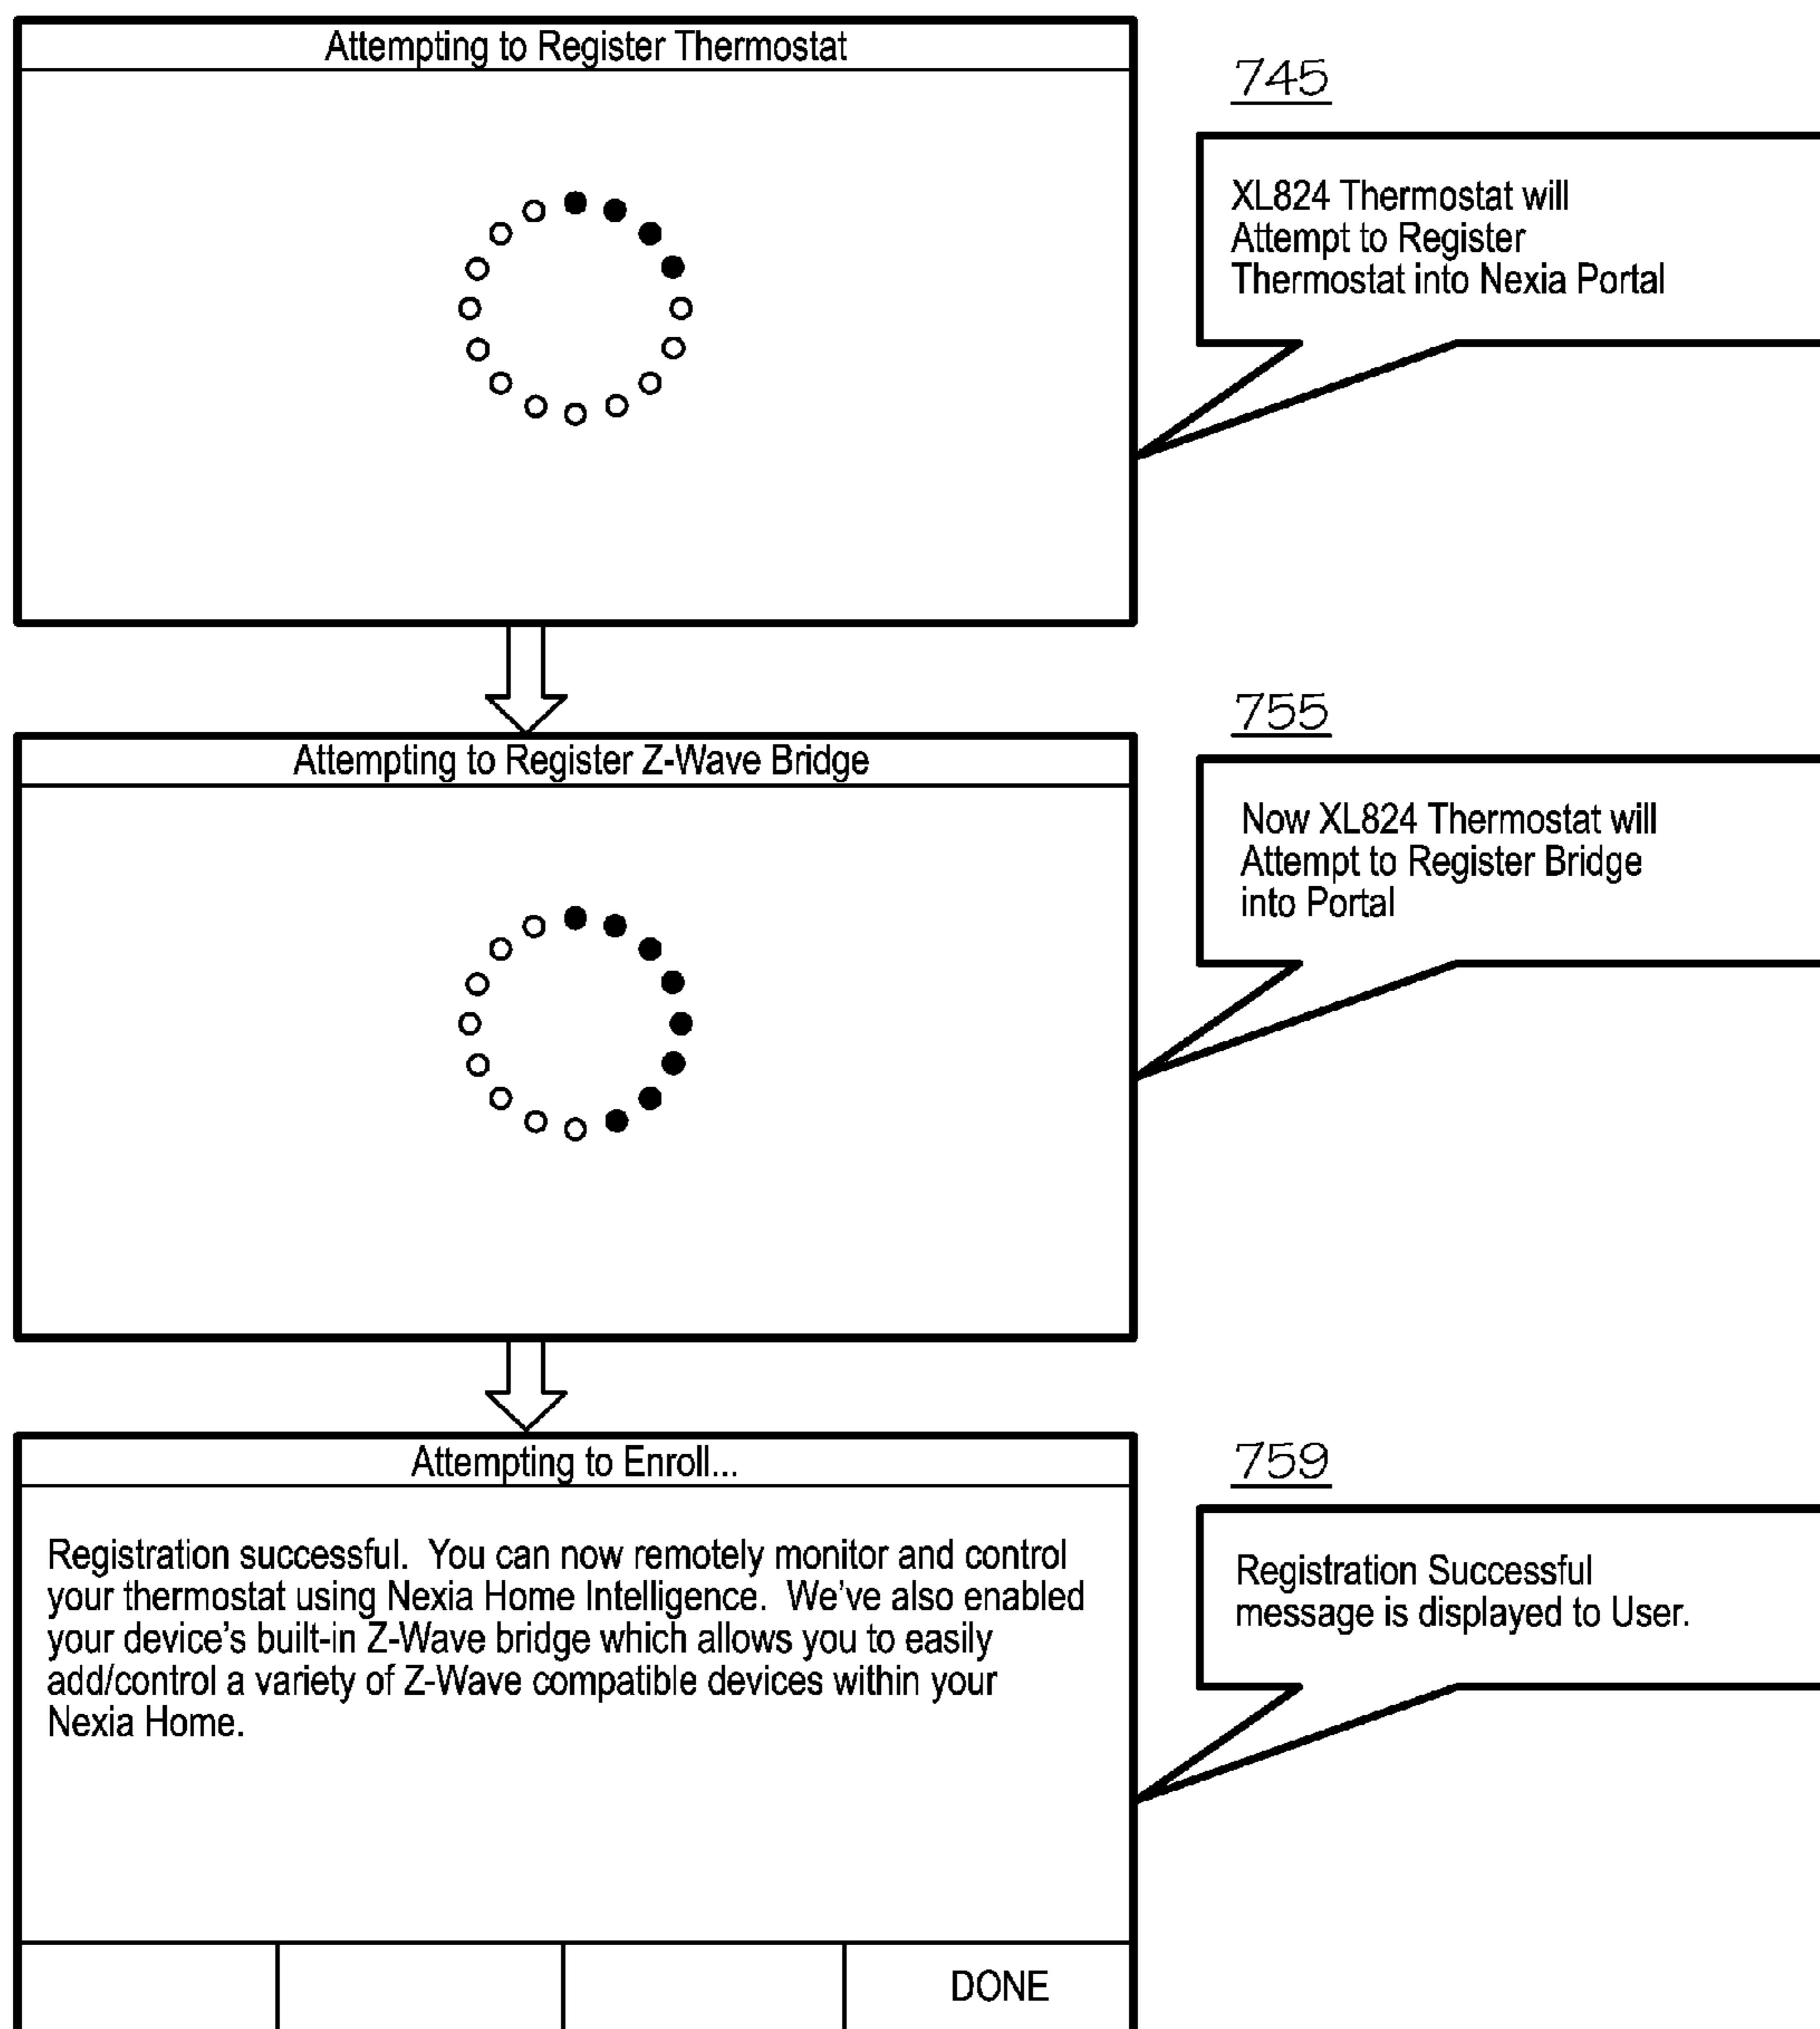 Attempting to Register Thermostat
745
XL824 Thermostat will
Attempt to Register
Thermostat into Nexia Portal
Attempting to Register Z-Wave Bridge
755
Now XL824 Thermostat will
Attempt to Register Bridge
into Portal
Attempting to Enroll...
Registration successful. You can now remotely monitor and control
your thermostat using Nexia Home Intelligence. We've also enabled
your device's built-in Z-Wave bridge which allows you to easily
add/control a variety of Z-Wave compatible devices within your
Nexia Home.
DONE
759
Registration Successful
message is displayed to User.